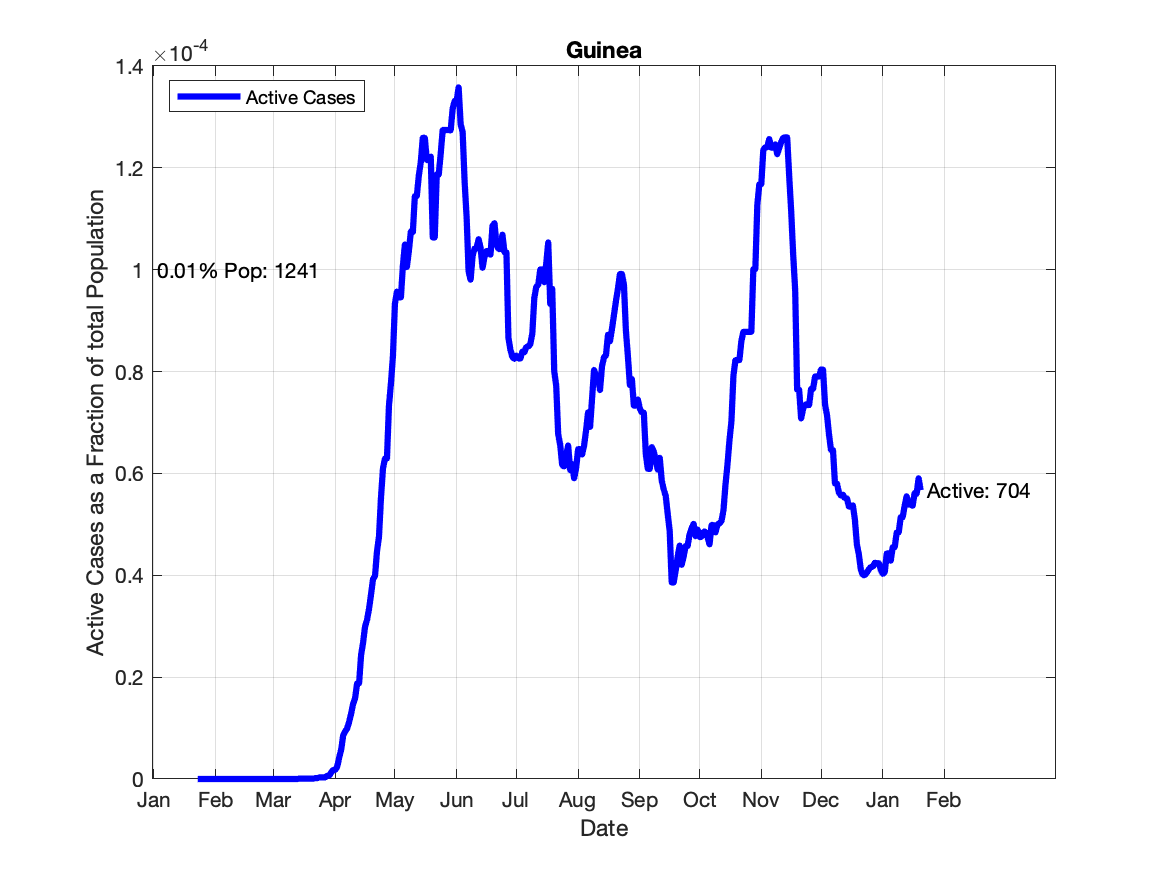 Guinea
×10-4
1.4
1.2
1
0.8
0.6
0.4
0.2
0
Active Cases as a Fraction of total Population
Active Cases
0.01% Pop: 1241
Active: 704
Jan Feb Mar Apr May Jun Jul Aug Sep Oct Nov Dec Jan Feb
Date